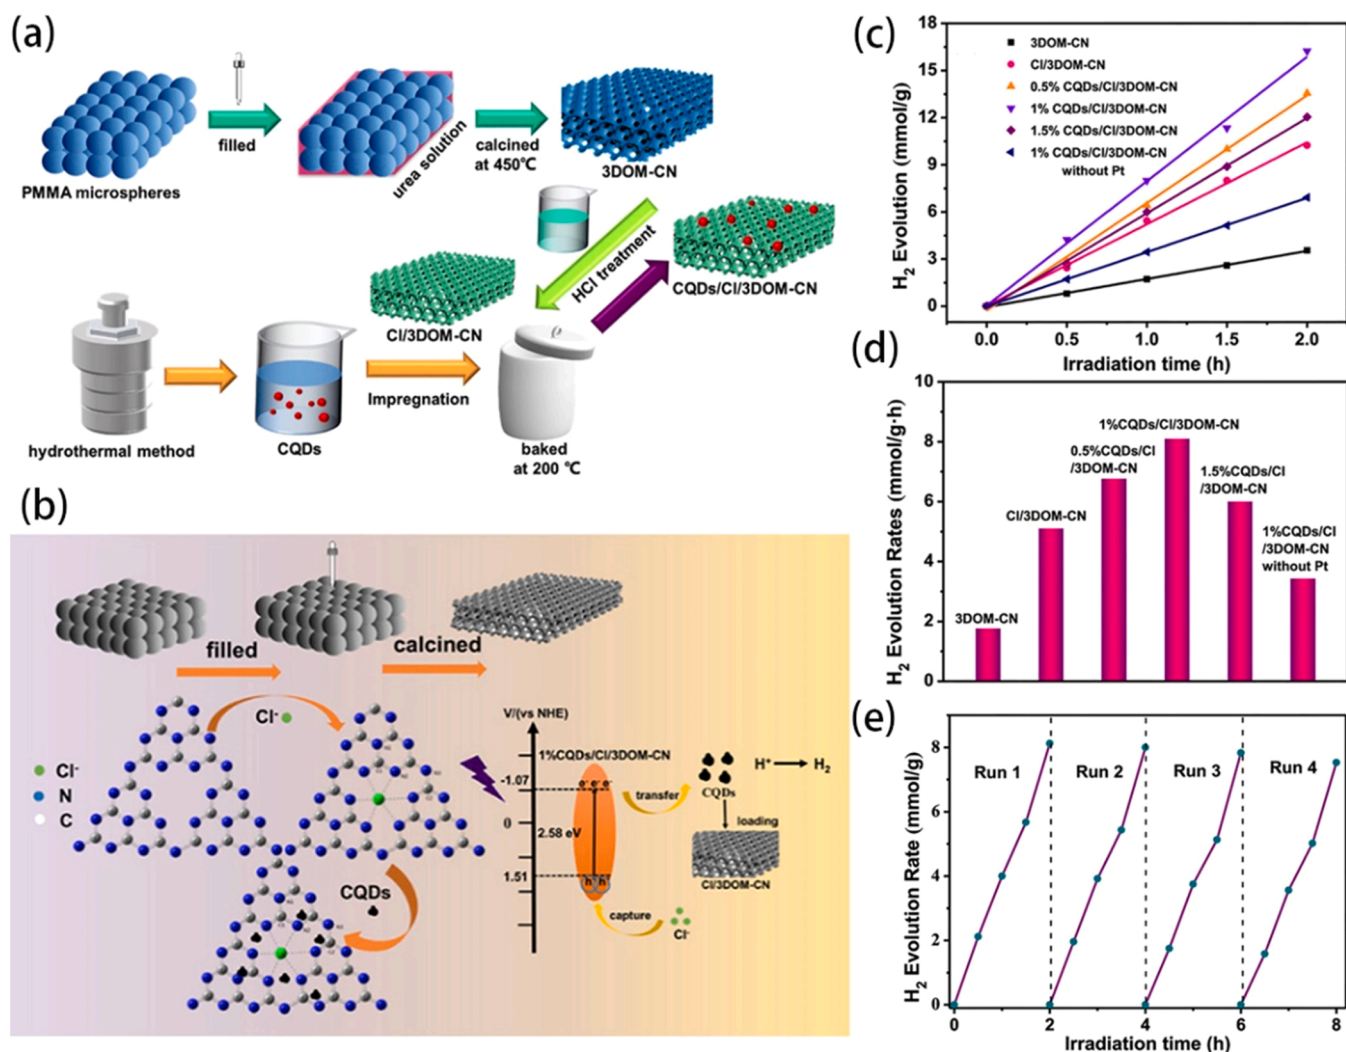 (a)
filled
PMMA microspheres
urea solution
calcined
at 450℃
3DOM-CN
HCl treatment
CQDs/Cl/3DOM-CN
Cl/3DOM-CN
hydrothermal method
CQDs
Impregnation
baked
at 200 ℃
(b)
filled
calcined
Cl⁻
Cl⁻
N
C
CQDs
V/(vs NHE)
1%CQDs/Cl/3DOM-CN
-1.07
e⁻ e⁻ e⁻
0
2.58 eV
1.51
h⁺ h⁺
transfer
CQDs
H⁺
H₂
loading
Cl/3DOM-CN
capture
Cl⁻
(c)
H₂ Evolution (mmol/g)
18
15
12
9
6
3
0
3DOM-CN
Cl/3DOM-CN
0.5% CQDs/Cl/3DOM-CN
1% CQDs/Cl/3DOM-CN
1.5% CQDs/Cl/3DOM-CN
1% CQDs/Cl/3DOM-CN
without Pt
0.0 0.5 1.0 1.5 2.0
Irradiation time (h)
(d)
H₂ Evolution Rates (mmol/g·h)
10
8
6
4
2
0
3DOM-CN
Cl/3DOM-CN
0.5%CQDs/Cl
/3DOM-CN
1%CQDs/Cl/3DOM-CN
1.5%CQDs/Cl
/3DOM-CN
1%CQDs/Cl
/3DOM-CN
without Pt
(e)
H₂ Evolution Rate (mmol/g)
8
6
4
2
0
Run 1
Run 2
Run 3
Run 4
0 2 4 6 8
Irradiation time (h)